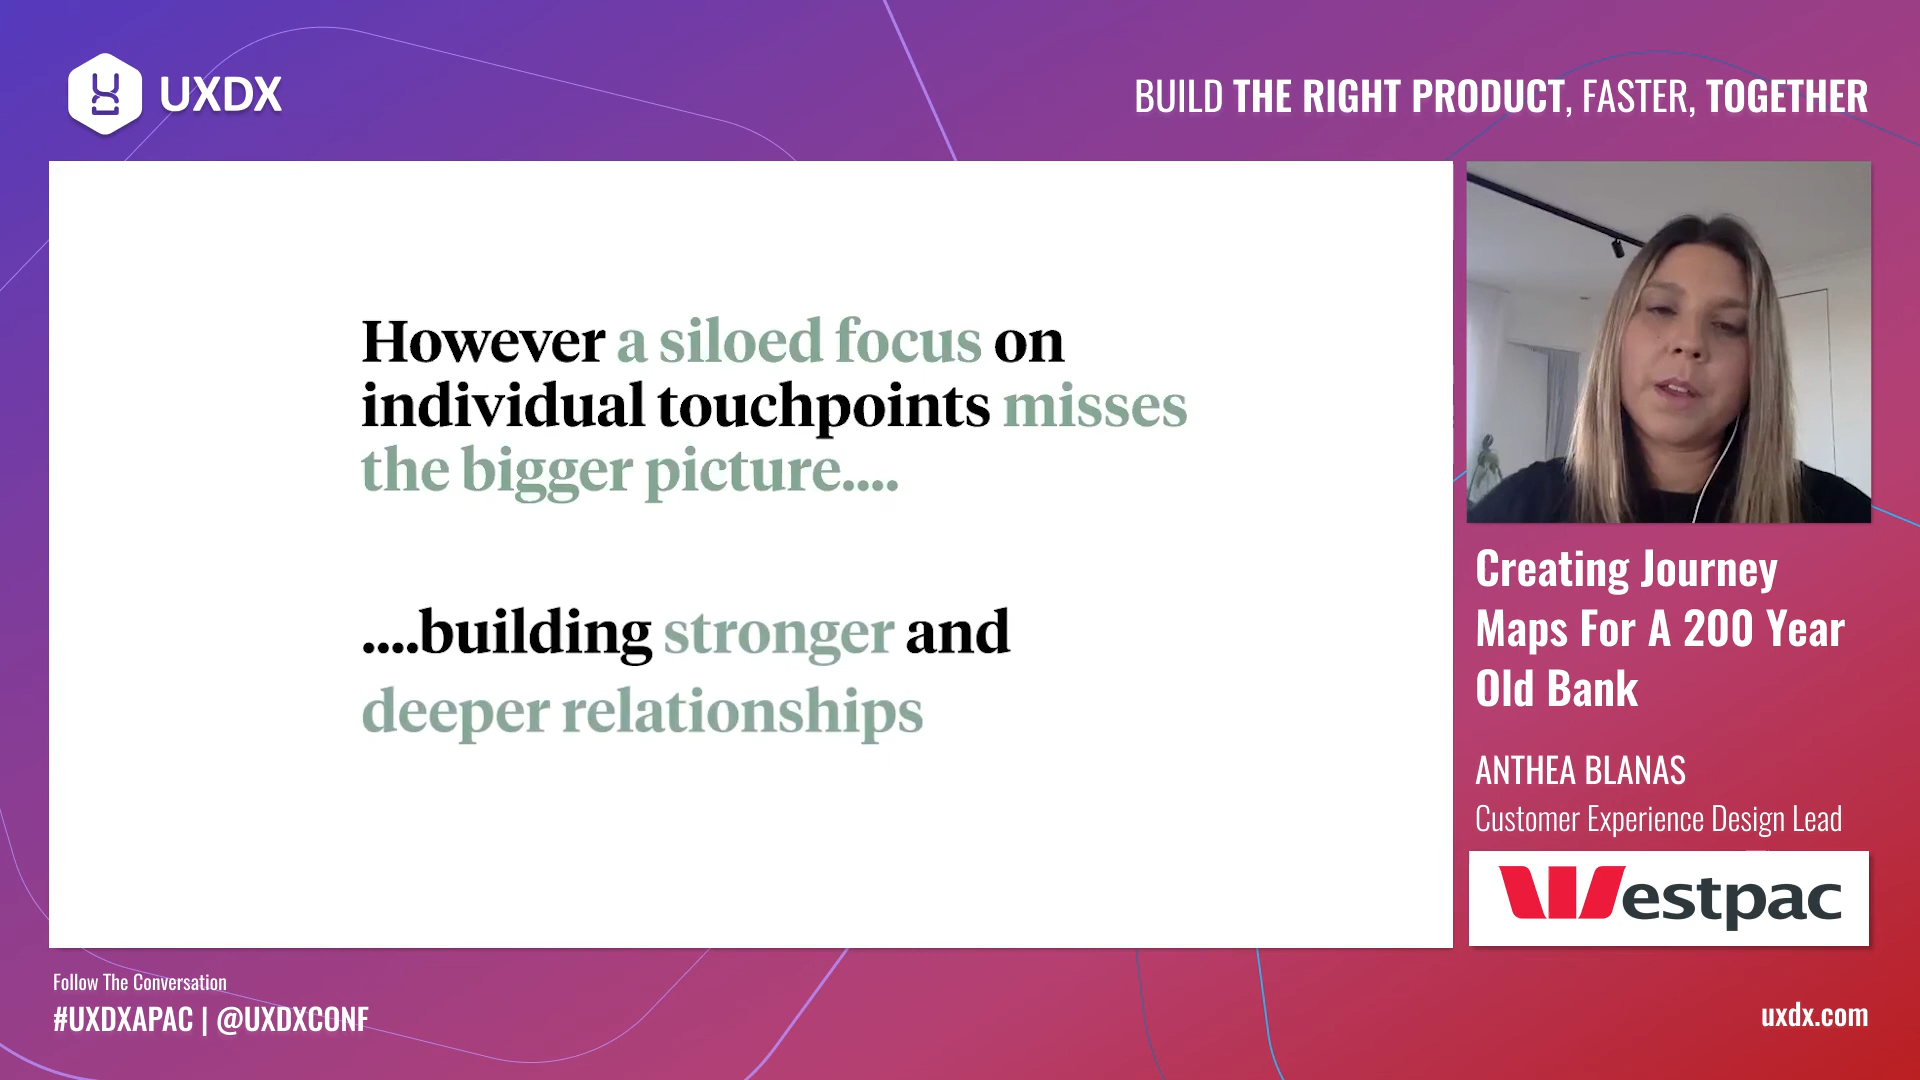 UXDX
BUILD THE RIGHT PRODUCT, FASTER, TOGETHER
However a siloed focus on
individual touchpoints misses
the bigger picture....
....building stronger and
deeper relationships
Creating Journey
Maps For A 200 Year
Old Bank
ANTHEA BLANAS
Customer Experience Design Lead
Westpac
Follow The Conversation
#UXDXAPAC | @UXDXCONF
uxdx.com